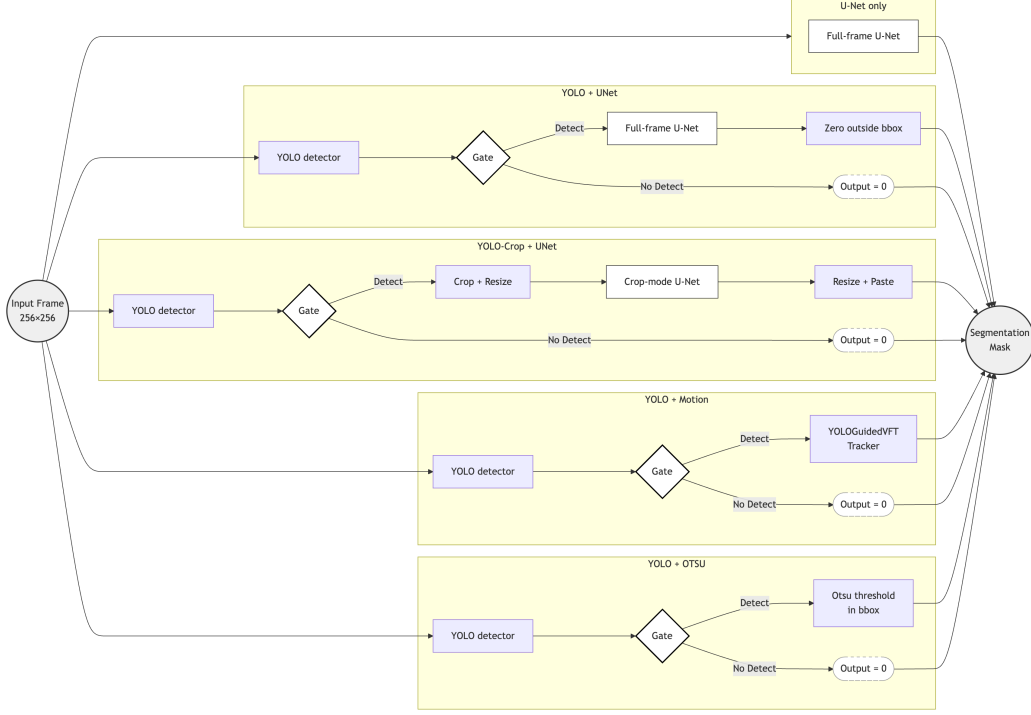 U-Net only
Full-frame U-Net
YOLO + UNet
YOLO detector
Gate
Detect
Full-frame U-Net
Zero outside bbox
No Detect
Output = 0
YOLO-Crop + UNet
Input Frame
256×256
YOLO detector
Gate
Detect
Crop + Resize
Crop-mode U-Net
Resize + Paste
No Detect
Output = 0
Segmentation
Mask
YOLO + Motion
YOLO detector
Gate
Detect
YOLOGuidedVFT
Tracker
No Detect
Output = 0
YOLO + OTSU
YOLO detector
Gate
Detect
Otsu threshold
in bbox
No Detect
Output = 0